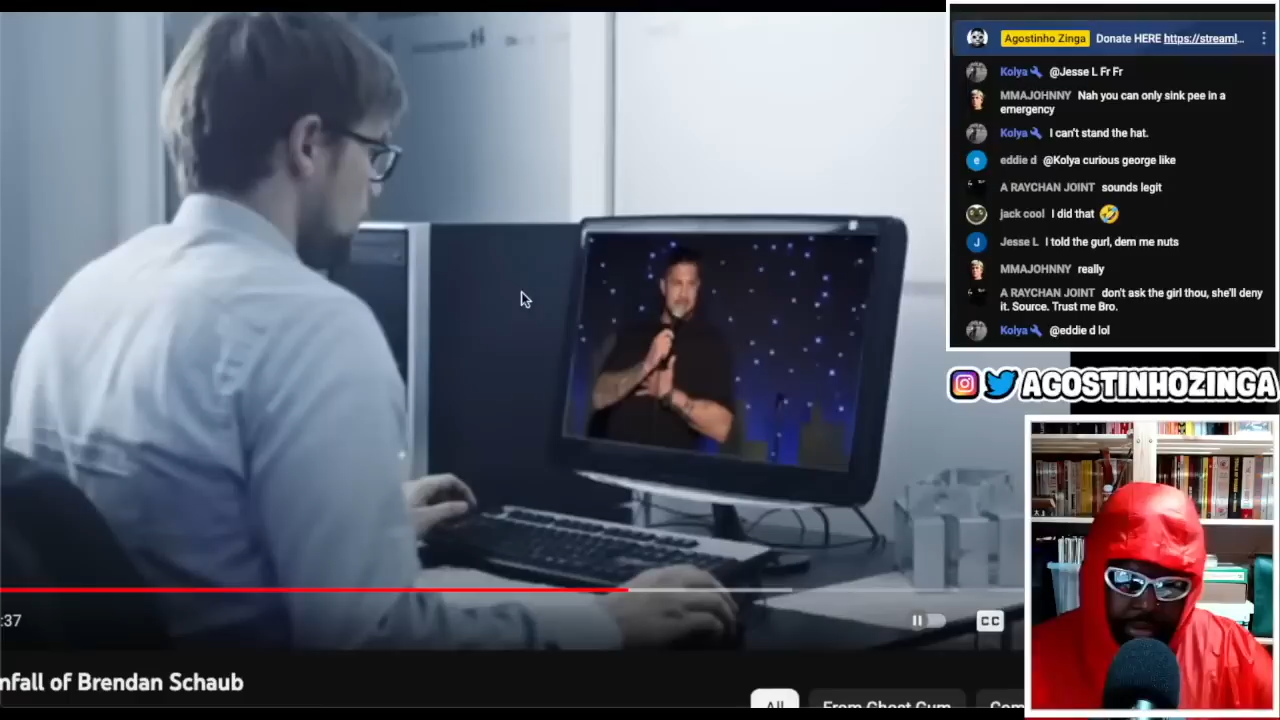 Agostinho Zinga Donate HERE https://streaml...
Kolya @Jesse L Fr Fr
MMAJOHNNY Nah you can only sink pee in a
emergency
Kolya I can't stand the hat.
e eddie d @Kolya curious george like
A RAYCHAN JOINT sounds legit
jack cool I did that 🤣
J Jesse L I told the gurl, dem me nuts
MMAJOHNNY really
A RAYCHAN JOINT don't ask the girl thou, she'll deny
it. Source. Trust me Bro.
Kolya @eddie d lol
AGOSTINHOZINGA
:37
CC
nfall of Brendan Schaub
All From Ghost Gum Com